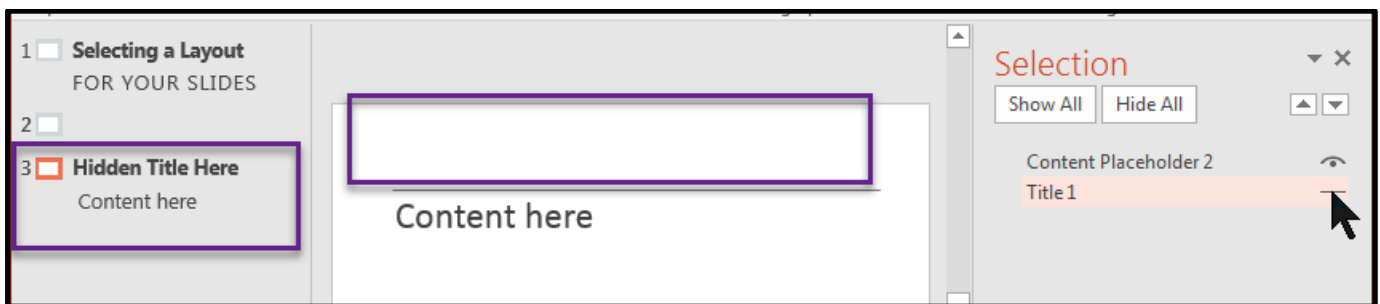 1 Selecting a Layout
FOR YOUR SLIDES
2
3 Hidden Title Here
Content here
Content here
Selection
Show All Hide All
Content Placeholder 2
Title 1